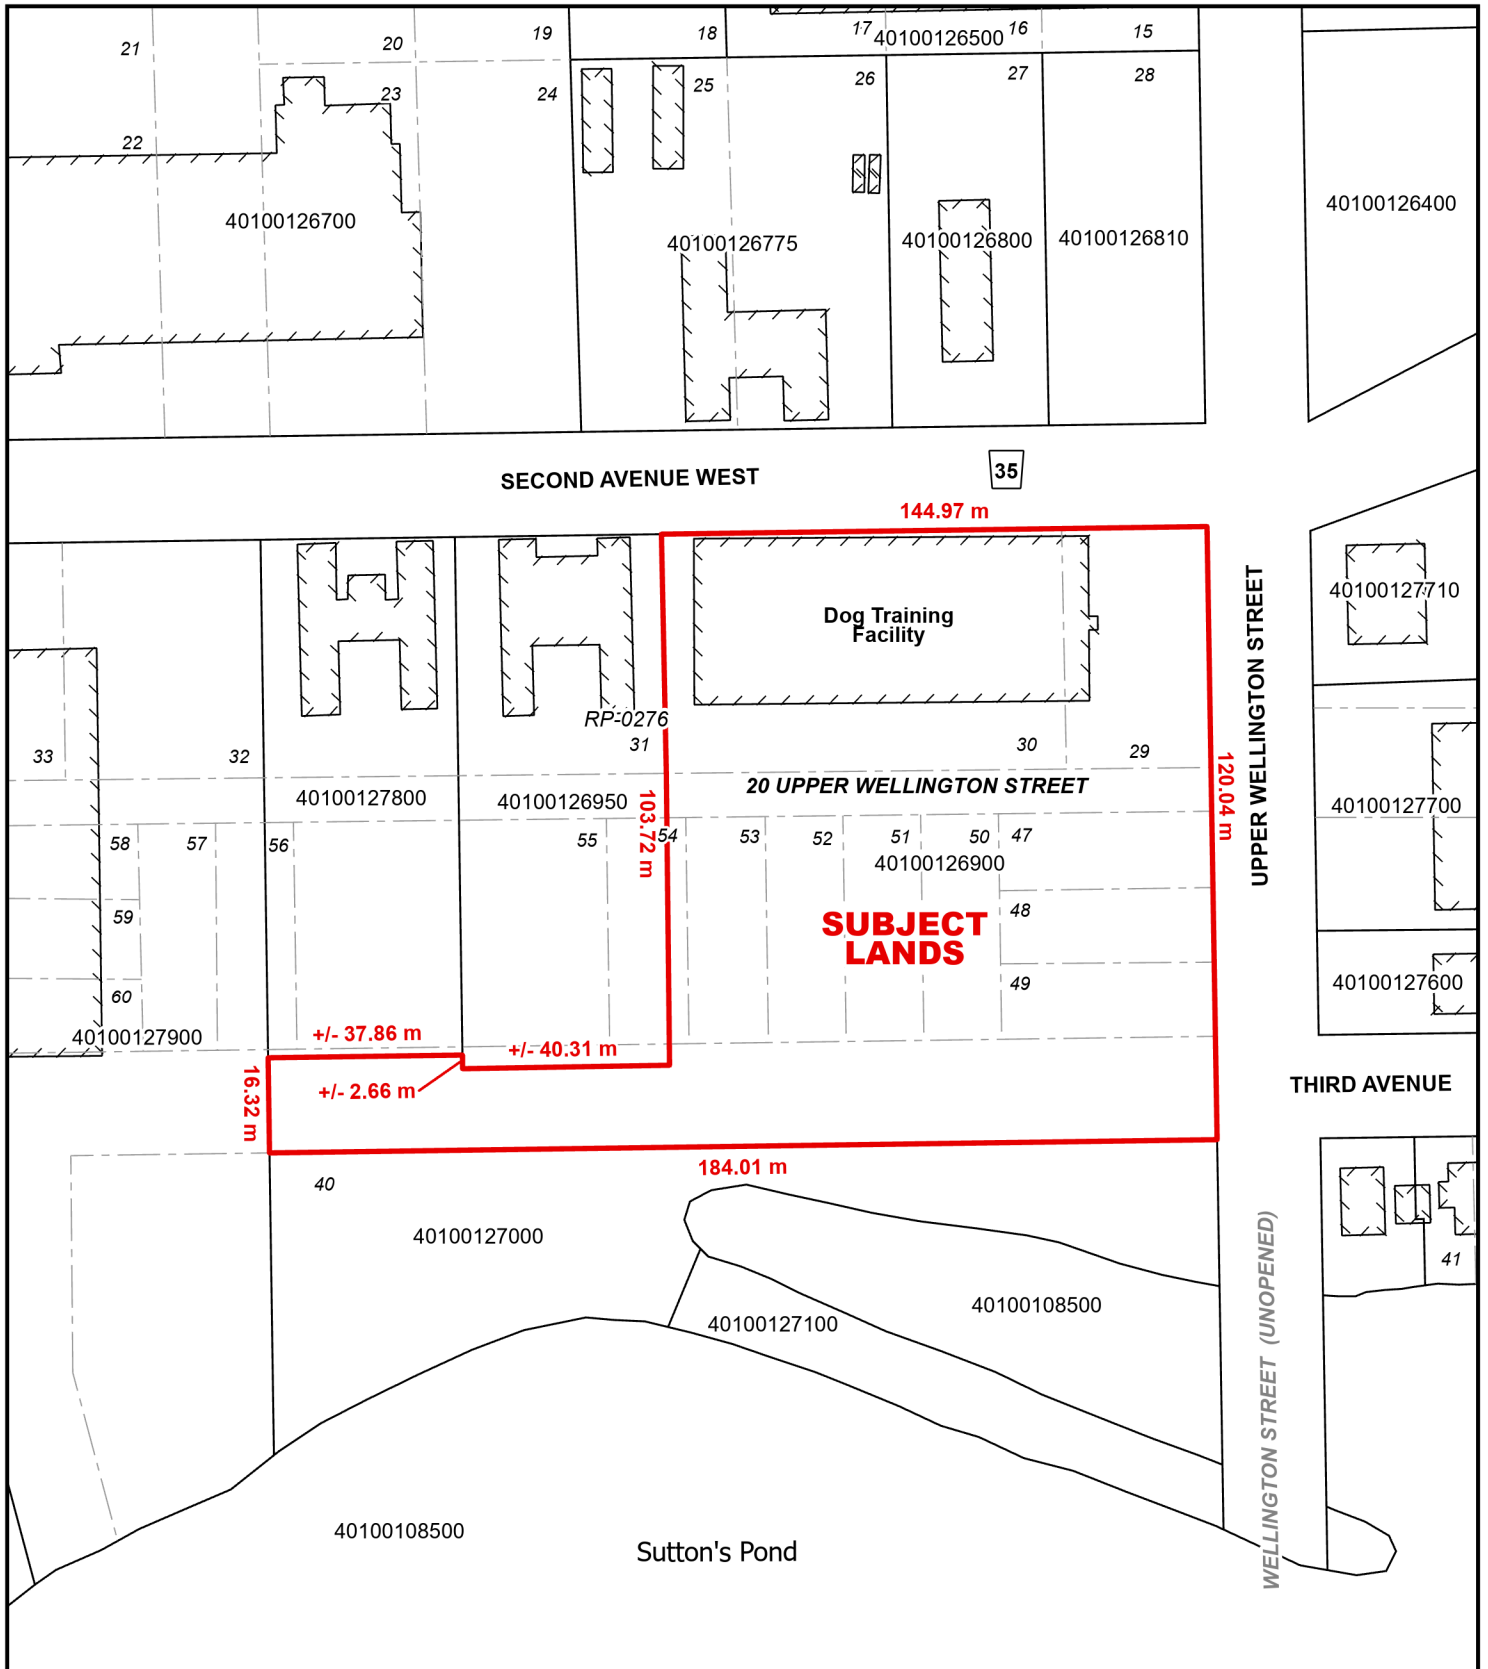 21
20
19
18
17
40100126500
16
15
22
23
24
25
26
27
28
40100126700
40100126775
40100126800
40100126810
40100126400
SECOND AVENUE WEST
35
144.97 m
Dog Training
Facility
40100127710
UPPER WELLINGTON STREET
RP-0276
33
32
31
30
29
20 UPPER WELLINGTON STREET
120.04 m
40100127800
40100126950
103.72 m
40100127700
58
57
56
55
54
53
52
51
50
47
40100126900
59
SUBJECT
LANDS
48
49
60
40100127600
40100127900
+/- 37.86 m
+/- 40.31 m
+/- 2.66 m
16.32 m
THIRD AVENUE
184.01 m
40
40100127000
41
40100108500
40100127100
WELLINGTON STREET (UNOPENED)
40100108500
Sutton's Pond